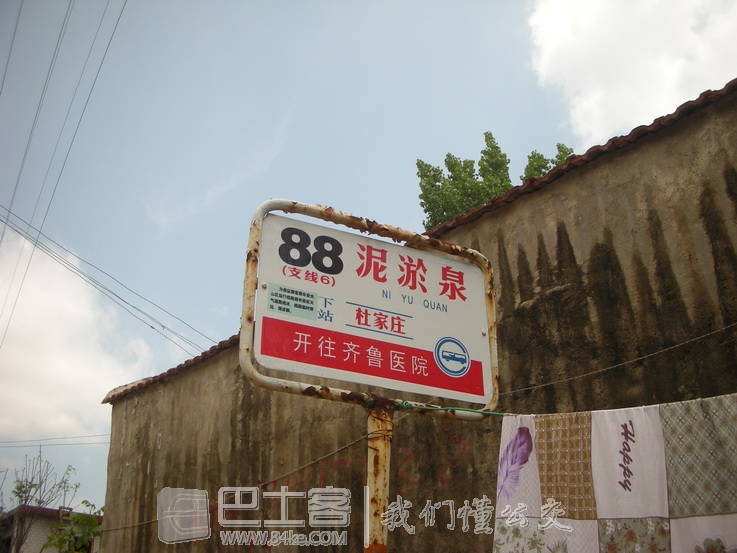 88
(支线6)
泥淤泉
NI YU QUAN
下站
杜家庄
开往齐鲁医院
Happy
巴士客
我们懂公交
www.84ke.com